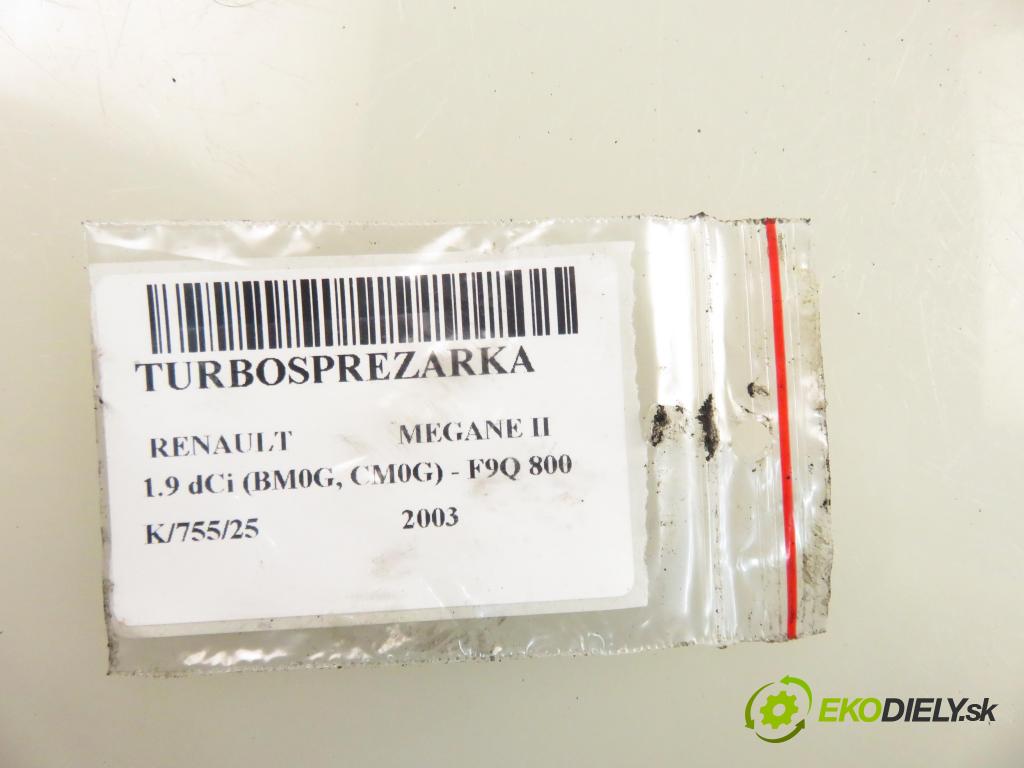 TURBOSPREZARKA
RENAULT MEGANE II
1.9 dCi (BM0G, CM0G) - F9Q 800
K/755/25 2003
EKODIELY.sk